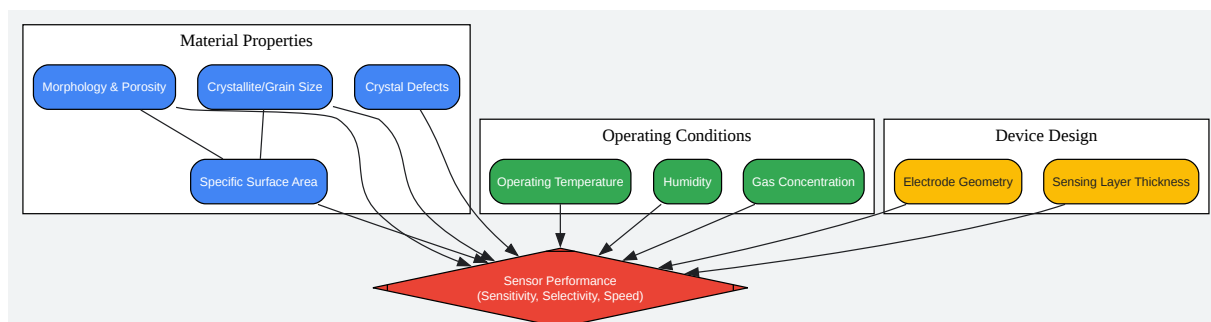 Material Properties
Morphology & Porosity
Crystallite/Grain Size
Crystal Defects
Specific Surface Area
Operating Conditions
Operating Temperature
Humidity
Gas Concentration
Device Design
Electrode Geometry
Sensing Layer Thickness
Sensor Performance
(Sensitivity, Selectivity, Speed)